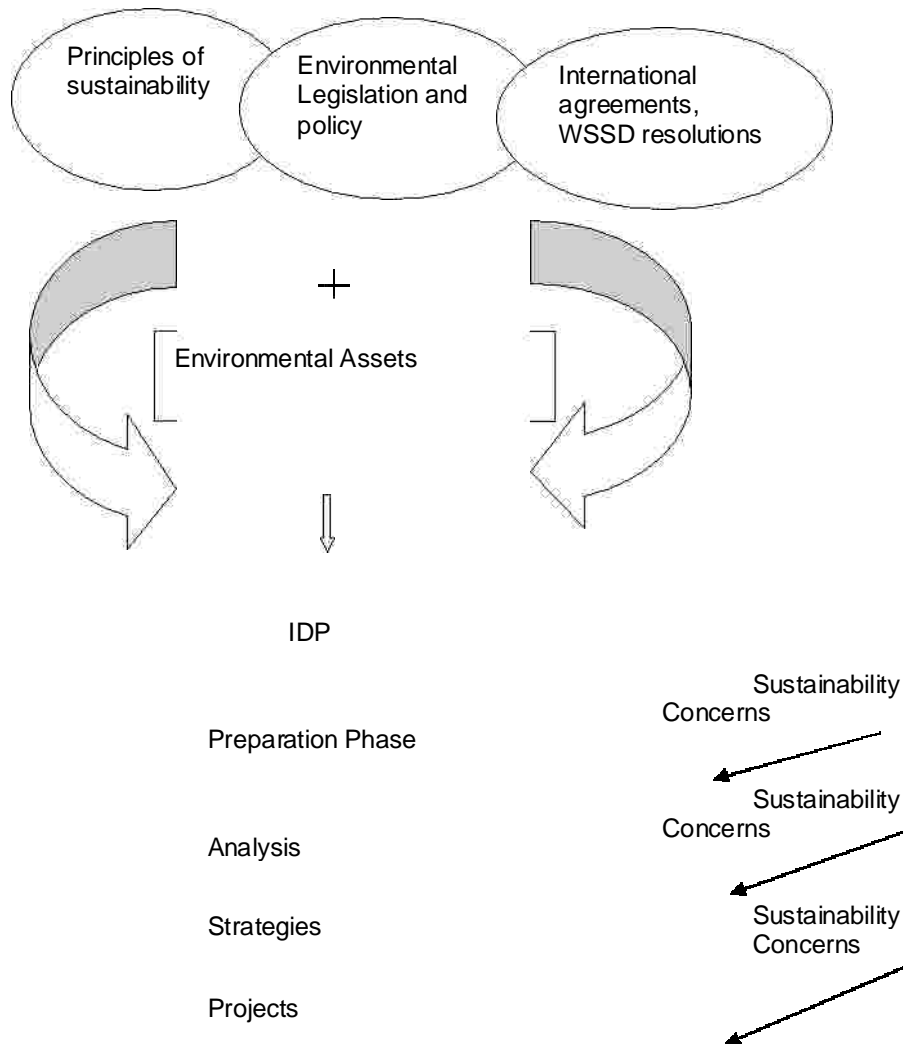 Principles of
sustainability
Environmental
Legislation and
policy
International
agreements,
WSSD resolutions
+
Environmental Assets
IDP
Sustainability
Concerns
Preparation Phase
Sustainability
Concerns
Analysis
Sustainability
Concerns
Strategies
Projects